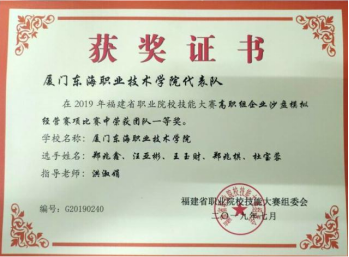 获奖证书
厦门东海职业技术学院代表队
在2019年福建省职业院校技能大赛高职组企业沙盘模拟
经营赛项比赛中荣获团队一等奖。
学校名称：厦门东海职业技术学院
选手姓名：郑兆鑫、汪亚彬、王玉财、郑兆棋、杜宝蓉
指导老师：洪淑娟
福建省职业院校技能大赛组委会
编号：G20190240
二〇一九年七月